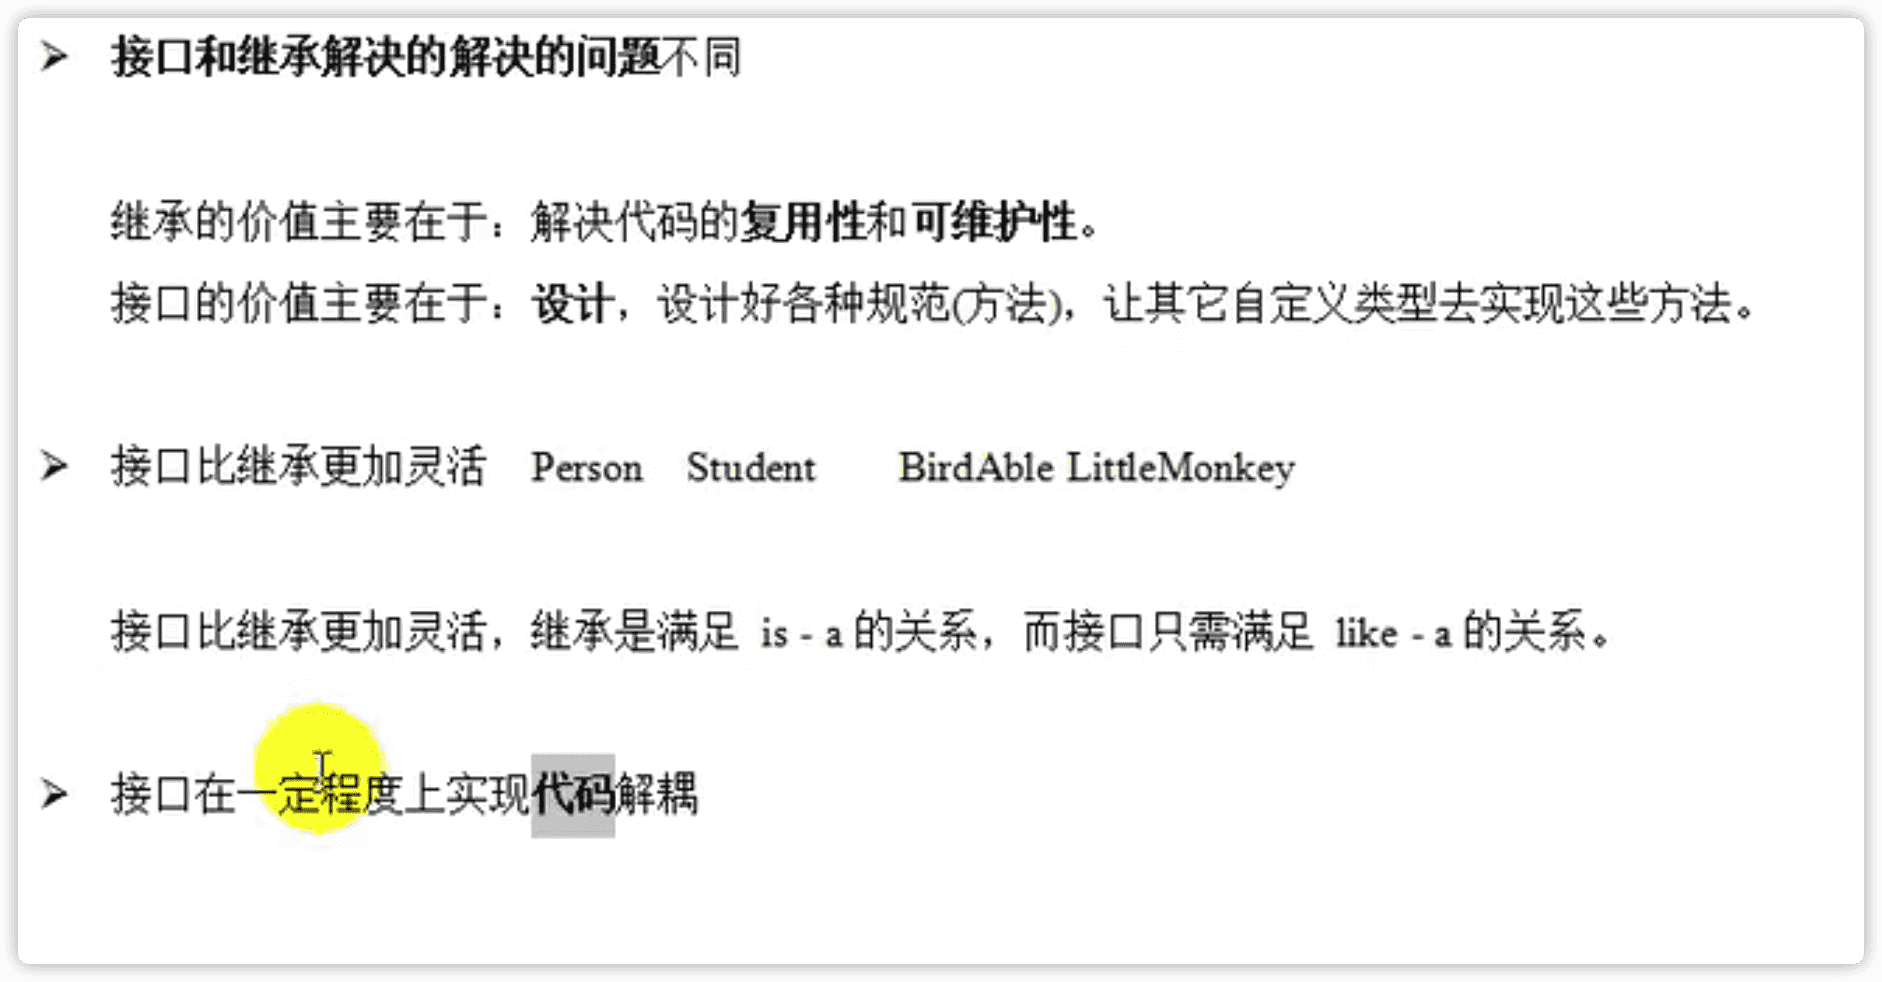 ➢ 接口和继承解决的解决的问题不同
继承的价值主要在于：解决代码的复用性和可维护性。
接口的价值主要在于：设计，设计好各种规范(方法)，让其它自定义类型去实现这些方法。
➢ 接口比继承更加灵活 Person Student BirdAble LittleMonkey
接口比继承更加灵活，继承是满足 is - a 的关系，而接口只需满足 like - a 的关系。
➢ 接口在一定程度上实现代码解耦